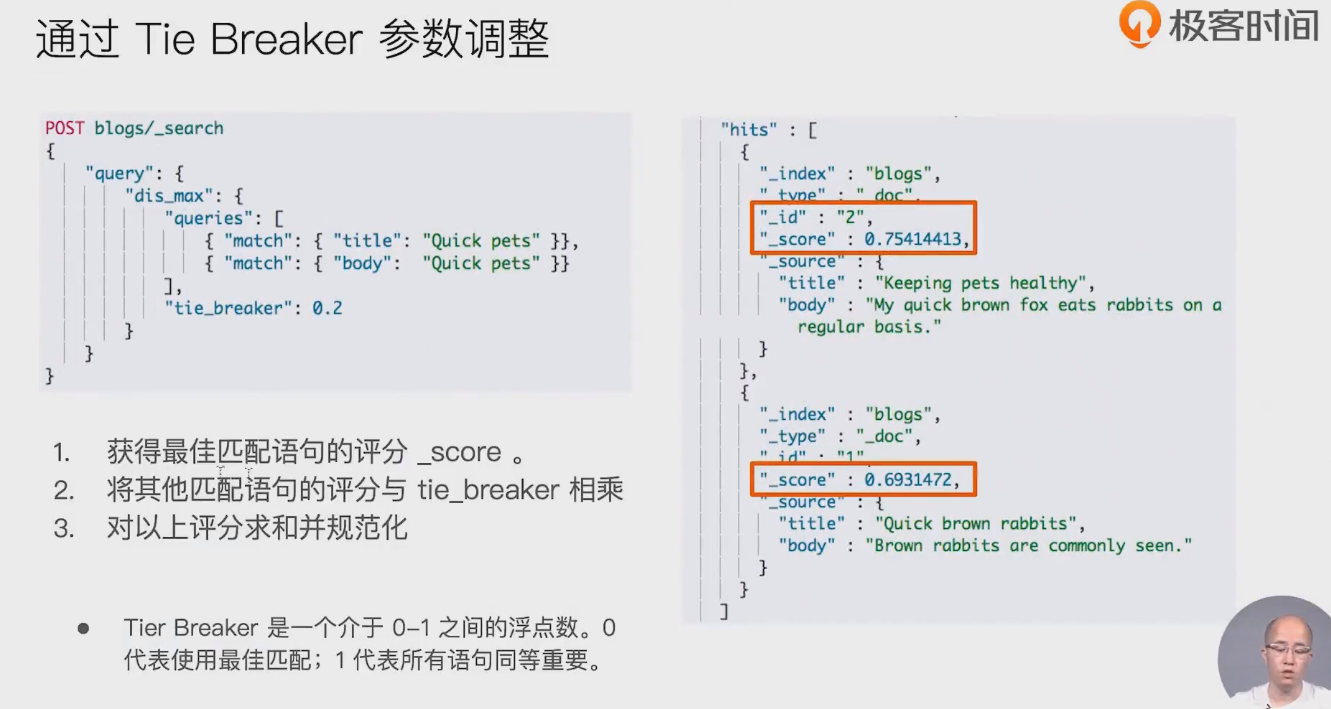 通过 Tie Breaker 参数调整
极客时间
POST blogs/_search
{
"query": {
"dis_max": {
"queries": [
{ "match": { "title": "Quick pets" }},
{ "match": { "body": "Quick pets" }}
],
"tie_breaker": 0.2
}
}
}
1. 获得最佳匹配语句的评分 _score 。
2. 将其他匹配语句的评分与 tie_breaker 相乘
3. 对以上评分求和并规范化
● Tier Breaker 是一个介于 0-1 之间的浮点数。0
代表使用最佳匹配；1 代表所有语句同等重要。
"hits" : [
{
"_index" : "blogs",
"_type" : "_doc",
"_id" : "2",
"_score" : 0.75414413,
"_source" : {
"title" : "Keeping pets healthy",
"body" : "My quick brown fox eats rabbits on a
regular basis."
}
},
{
"_index" : "blogs",
"_type" : "_doc",
"_id" : "1",
"_score" : 0.6931472,
"_source" : {
"title" : "Quick brown rabbits",
"body" : "Brown rabbits are commonly seen."
}
}
]